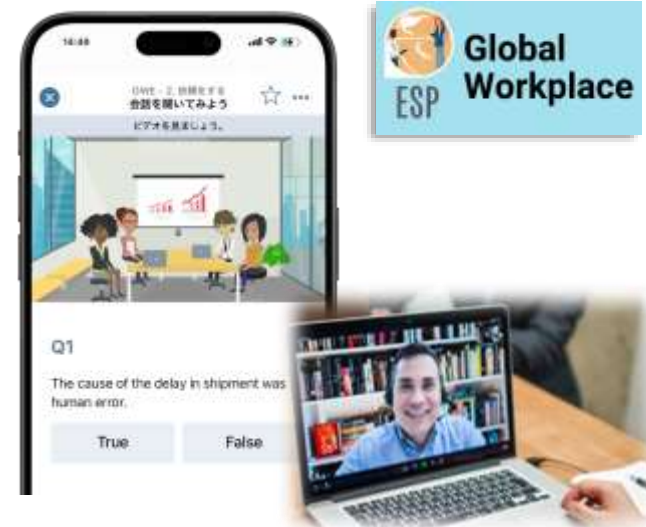 14:48
GWE - 2. 依頼をする
会話を聞いてみよう
ビデオを見ましょう。
Q1
The cause of the delay in shipment was
human error.
True
False
ESP
Global
Workplace